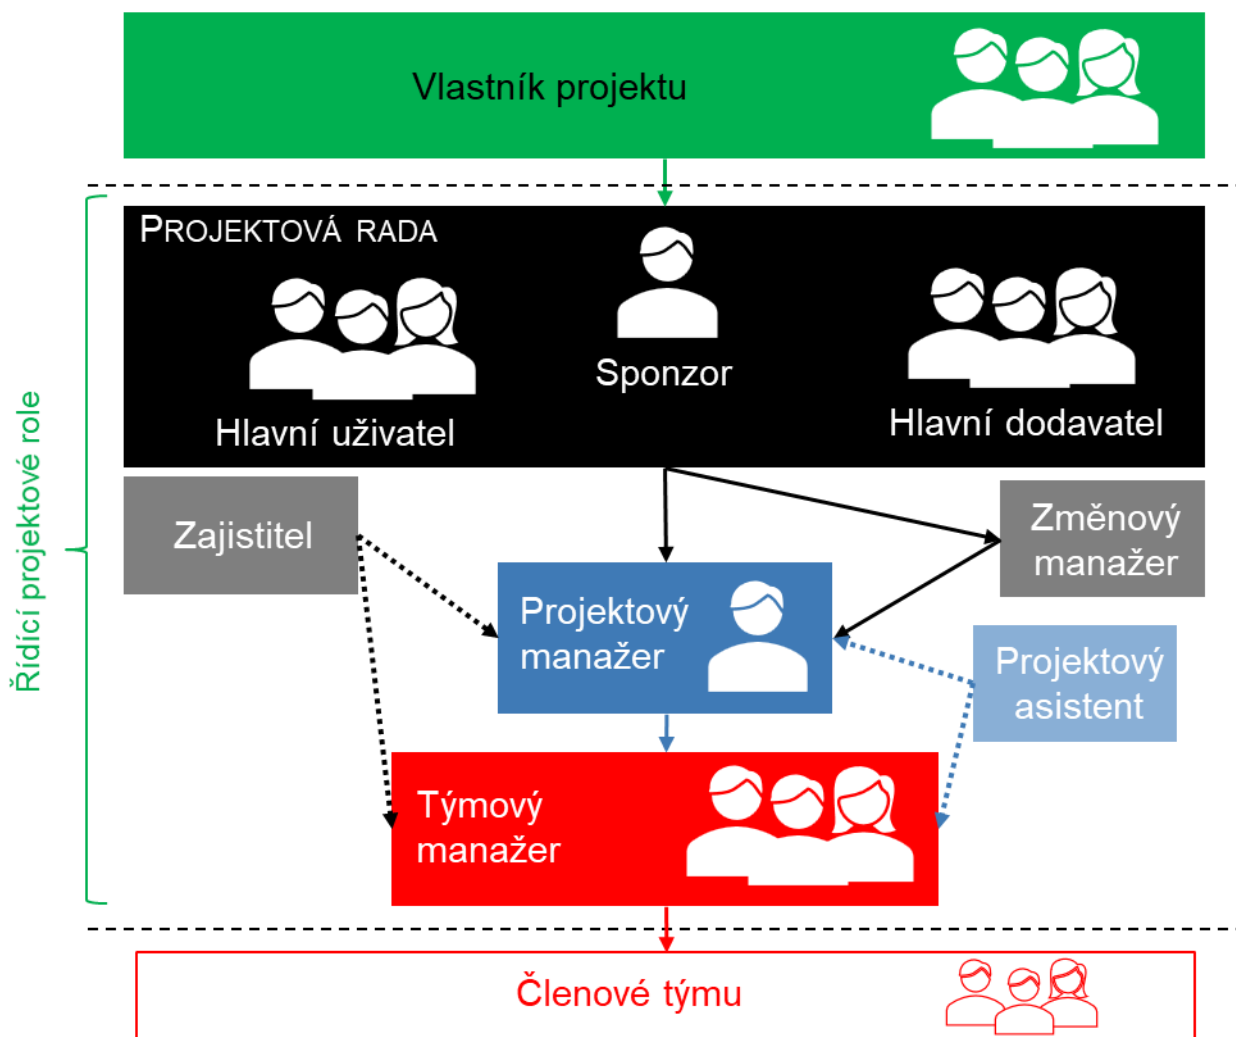 Vlastník projektu
PROJEKTOVÁ RADA
Sponzor
Hlavní uživatel
Hlavní dodavatel
Řídící projektové role
Zajistitel
Změnový
manažer
Projektový
manažer
Projektový
asistent
Týmový
manažer
Členové týmu